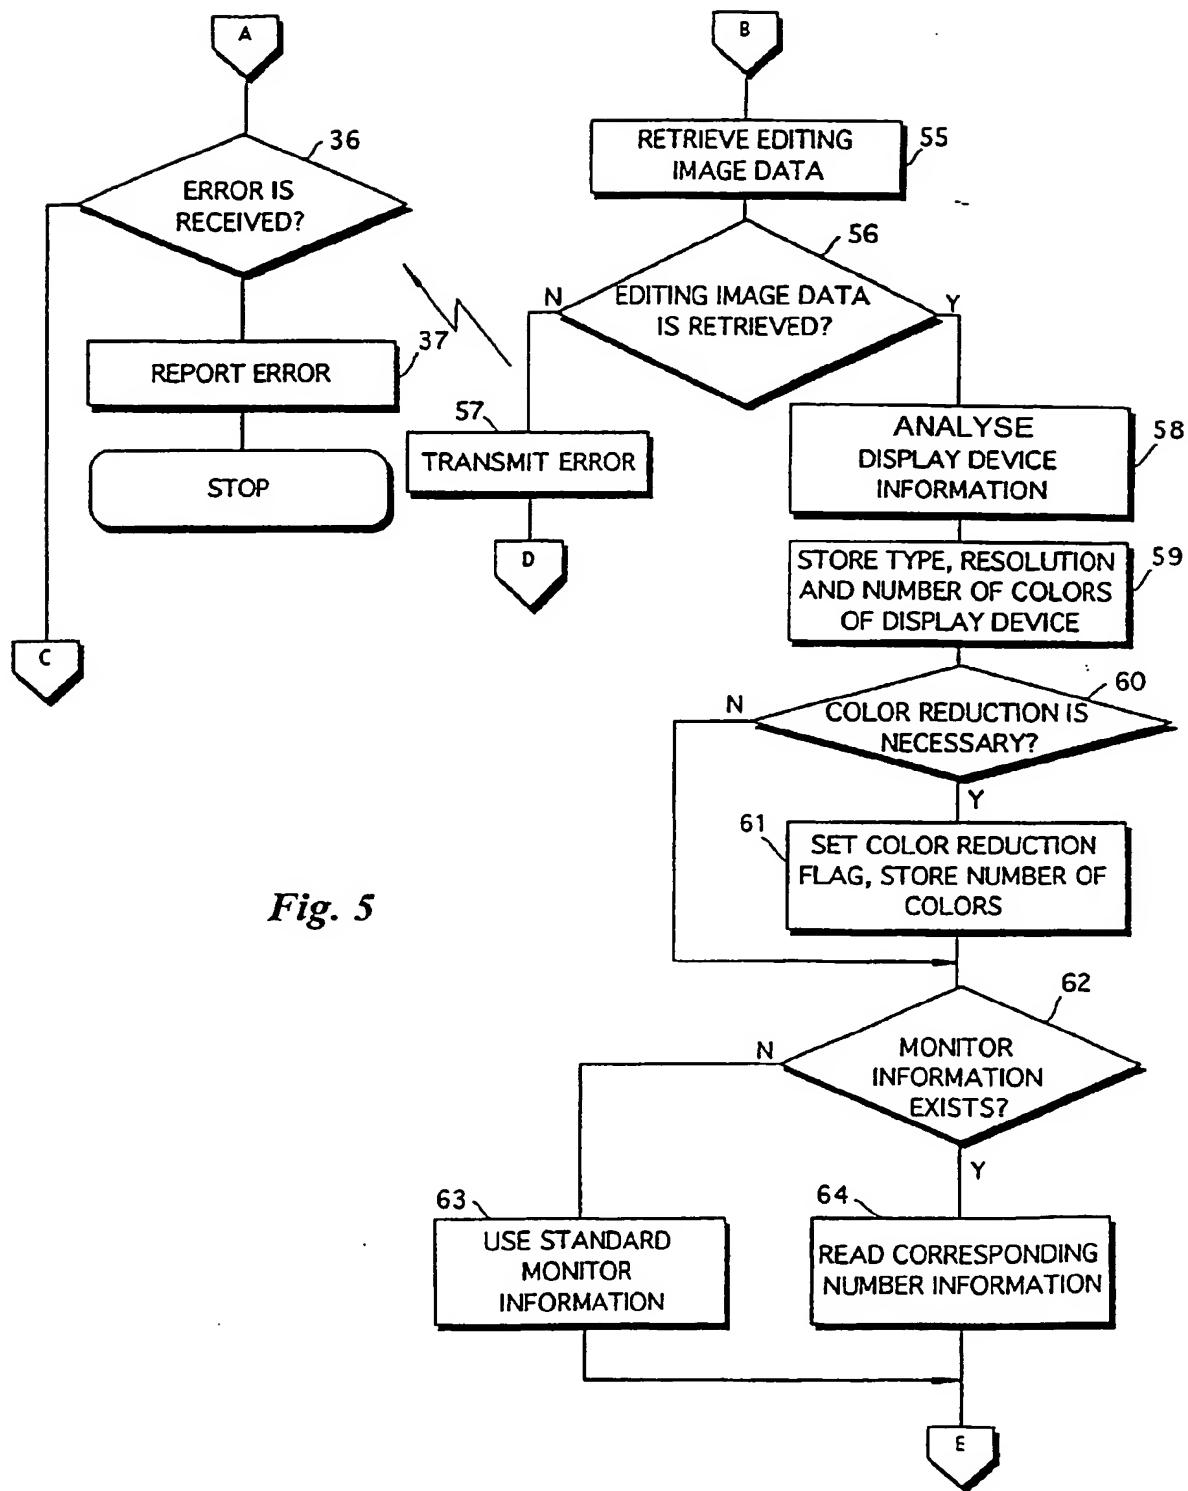 A
36
ERROR IS
RECEIVED?
37
REPORT ERROR
STOP
C
B
RETRIEVE EDITING
IMAGE DATA
55
56
EDITING IMAGE DATA
IS RETRIEVED?
N
Y
57
TRANSMIT ERROR
D
ANALYSE
DISPLAY DEVICE
INFORMATION
58
STORE TYPE, RESOLUTION
AND NUMBER OF COLORS
OF DISPLAY DEVICE
59
60
COLOR REDUCTION IS
NECESSARY?
N
Y
61
SET COLOR REDUCTION
FLAG, STORE NUMBER OF
COLORS
Fig. 5
62
MONITOR
INFORMATION
EXISTS?
N
Y
63
USE STANDARD
MONITOR
INFORMATION
64
READ CORRESPONDING
NUMBER INFORMATION
E